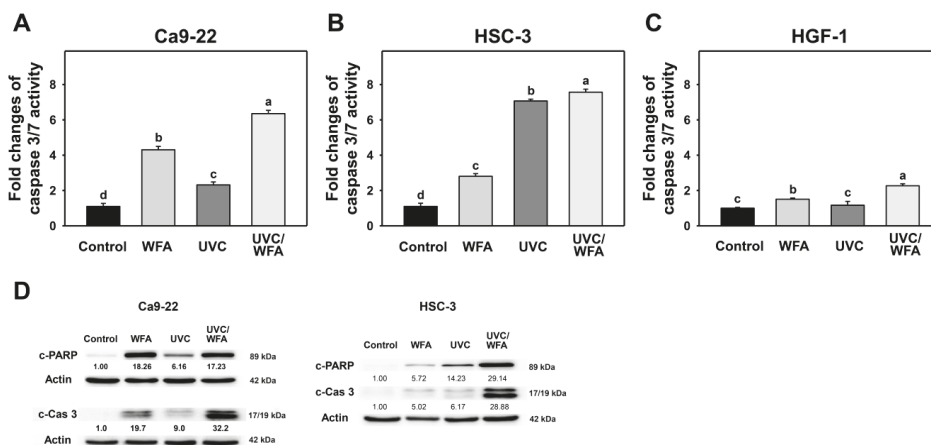 A
Ca9-22
Fold changes of
caspase 3/7 activity
8
6
4
2
0
d
b
c
a
Control
WFA
UVC
UVC/
WFA
B
HSC-3
Fold changes of
caspase 3/7 activity
8
6
4
2
0
d
c
b
a
Control
WFA
UVC
UVC/
WFA
C
HGF-1
Fold changes of
caspase 3/7 activity
8
6
4
2
0
c
b
c
a
Control
WFA
UVC
UVC/
WFA
D
Ca9-22
Control WFA UVC UVC/
WFA
c-PARP 89 kDa
1.00 18.26 6.16 17.23
Actin 42 kDa
c-Cas 3 17/19 kDa
1.0 19.7 9.0 32.2
Actin 42 kDa
HSC-3
Control WFA UVC UVC/
WFA
c-PARP 89 kDa
1.00 5.72 14.23 29.14
c-Cas 3 17/19 kDa
1.00 5.02 6.17 28.88
Actin 42 kDa